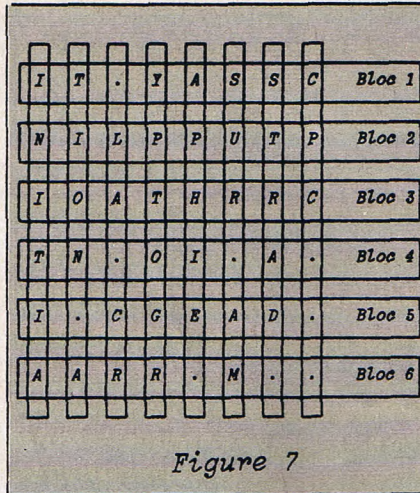 I T . Y A S S C Bloc 1
N I L P P U T P Bloc 2
I O A T H R R C Bloc 3
T N . O I . A . Bloc 4
I . C G E A D . Bloc 5
A A R R . M . . Bloc 6
Figure 7